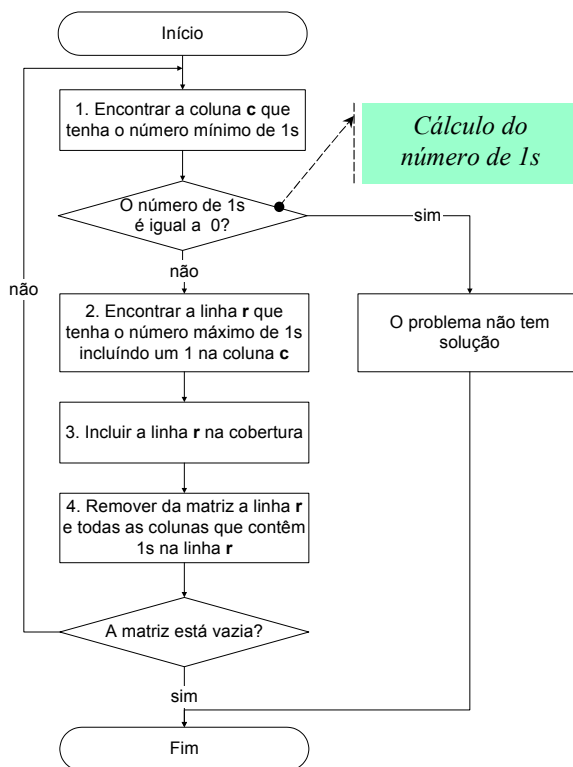 Início
1. Encontrar a coluna c que
tenha o número mínimo de 1s
Cálculo do
número de 1s
O número de 1s
é igual a 0?
sim
não
não
2. Encontrar a linha r que
tenha o número máximo de 1s
incluíndo um 1 na coluna c
O problema não tem
solução
3. Incluir a linha r na cobertura
4. Remover da matriz a linha r
e todas as colunas que contêm
1s na linha r
A matriz está vazia?
sim
Fim